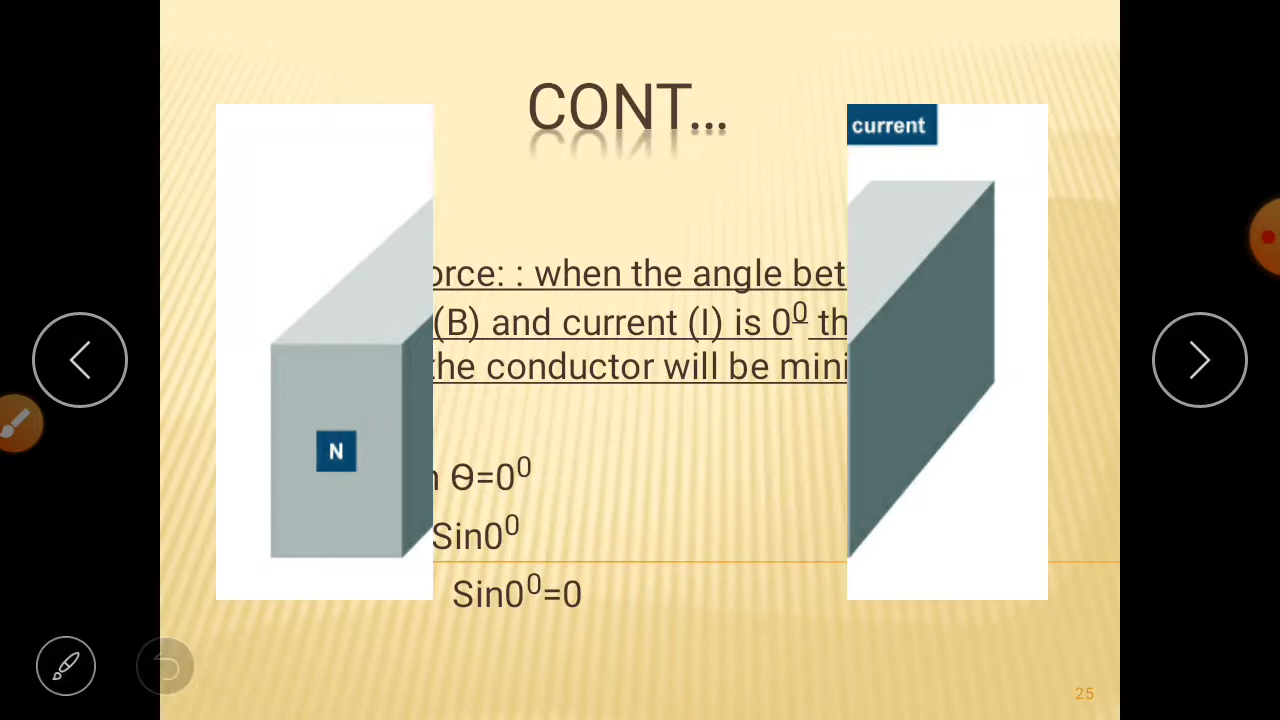 CONT…
current
orce: : when the angle bet
(B) and current (I) is 0⁰ th
the conductor will be mini
N
n Ө=0⁰
Sin0⁰
Sin0⁰=0
25